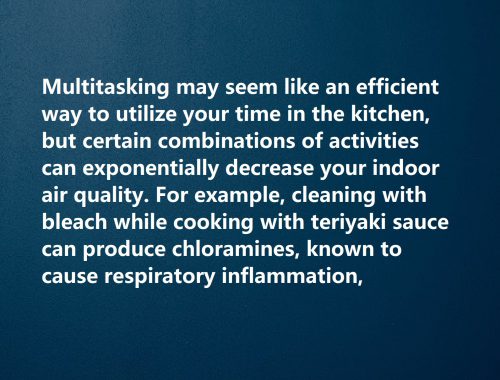 Multitasking may seem like an efficient
way to utilize your time in the kitchen,
but certain combinations of activities
can exponentially decrease your indoor
air quality. For example, cleaning with
bleach while cooking with teriyaki sauce
can produce chloramines, known to
cause respiratory inflammation,